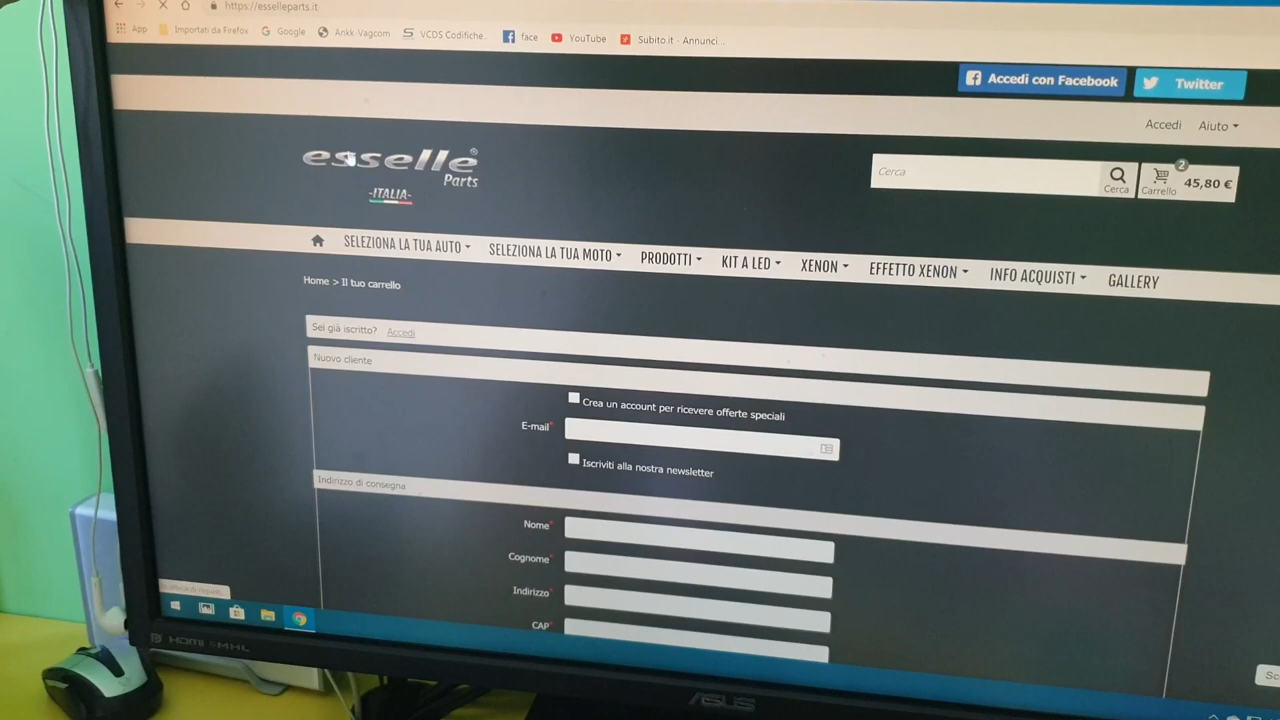 https://esselleparts.it
App Importati da Firefox Google Ankk-Vagcom VCDS Codifiche... face YouTube Subito.it - Annunci...
Accedi con Facebook Twitter
Accedi Aiuto
esselle®
Parts
-ITALIA-
Cerca Cerca 2 Carrello 45,80 €
SELEZIONA LA TUA AUTO SELEZIONA LA TUA MOTO PRODOTTI KIT A LED XENON EFFETTO XENON INFO ACQUISTI GALLERY
Home > Il tuo carrello
Sei già iscritto? Accedi
Nuovo cliente
Crea un account per ricevere offerte speciali
E-mail*
Iscriviti alla nostra newsletter
Indirizzo di consegna
Nome*
Cognome*
Indirizzo*
CAP*
HDMI MHL
ASUS